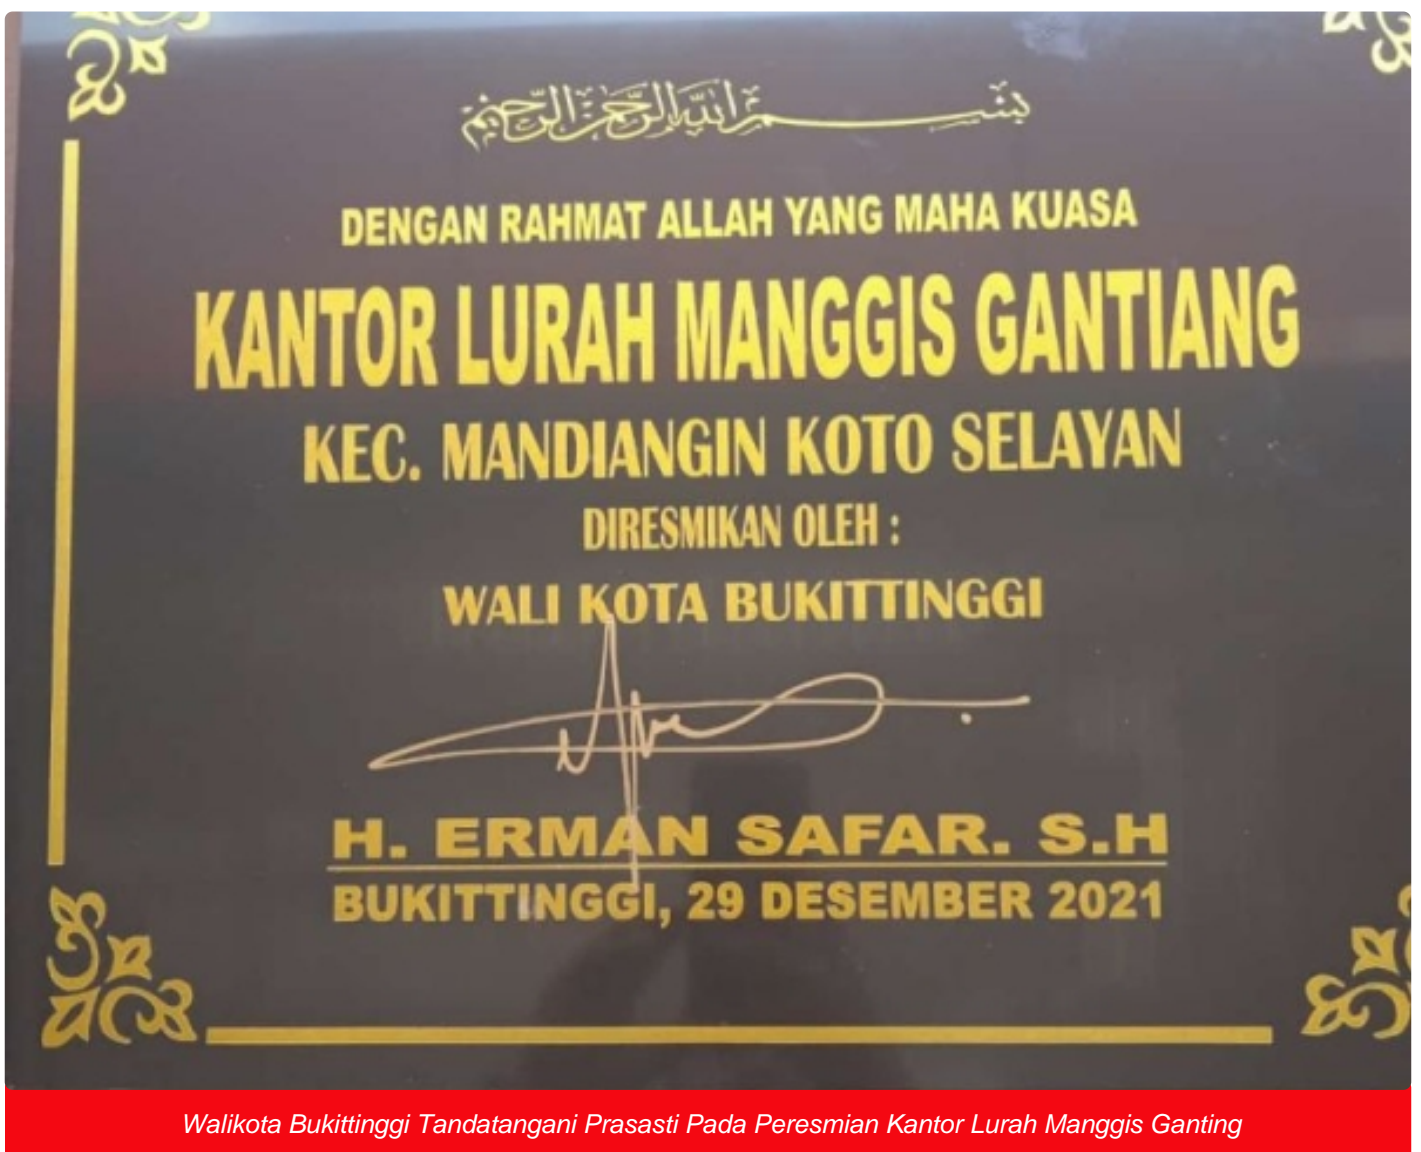 بسم الله الرحمن الرحيم
DENGAN RAHMAT ALLAH YANG MAHA KUASA
KANTOR LURAH MANGGIS GANTIANG
KEC. MANDIANGIN KOTO SELAYAN
DIRESMIKAN OLEH :
WALI KOTA BUKITTINGGI
H. ERMAN SAFAR. S.H
BUKITTINGGI, 29 DESEMBER 2021
Walikota Bukittinggi Tandatangani Prasasti Pada Peresmian Kantor Lurah Manggis Ganting